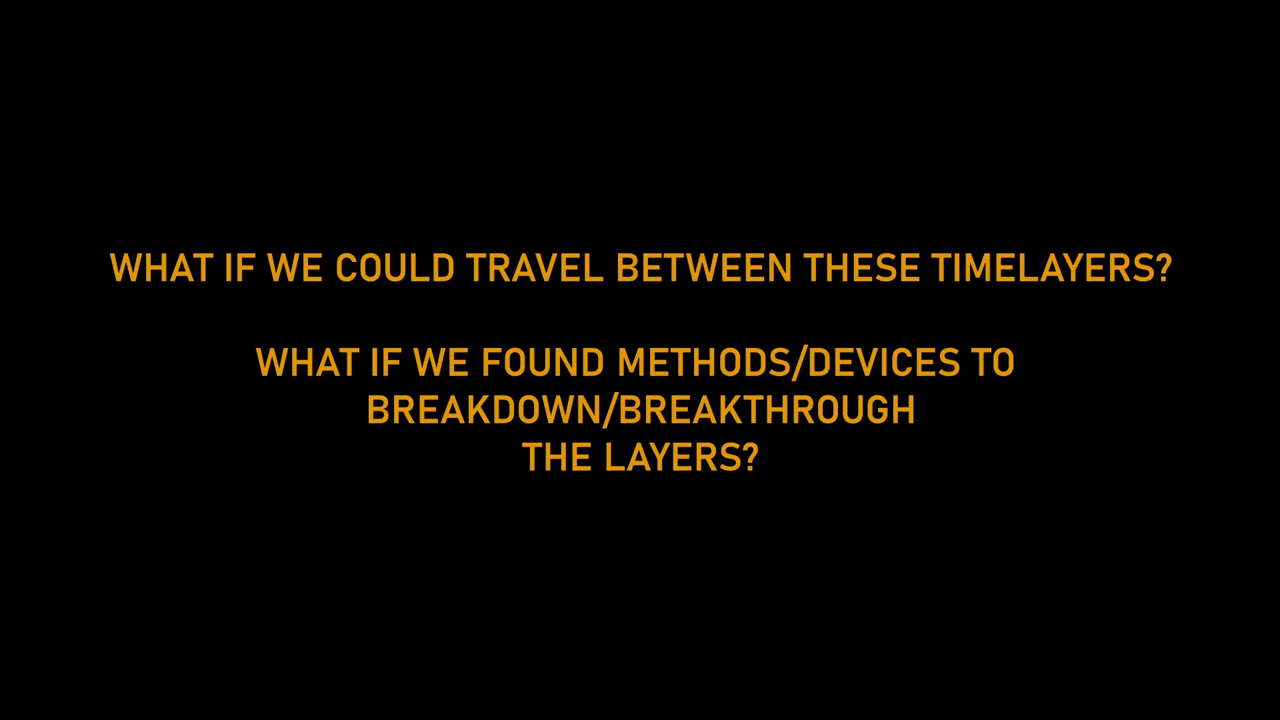 WHAT IF WE COULD TRAVEL BETWEEN THESE TIMELAYERS?
WHAT IF WE FOUND METHODS/DEVICES TO
BREAKDOWN/BREAKTHROUGH
THE LAYERS?